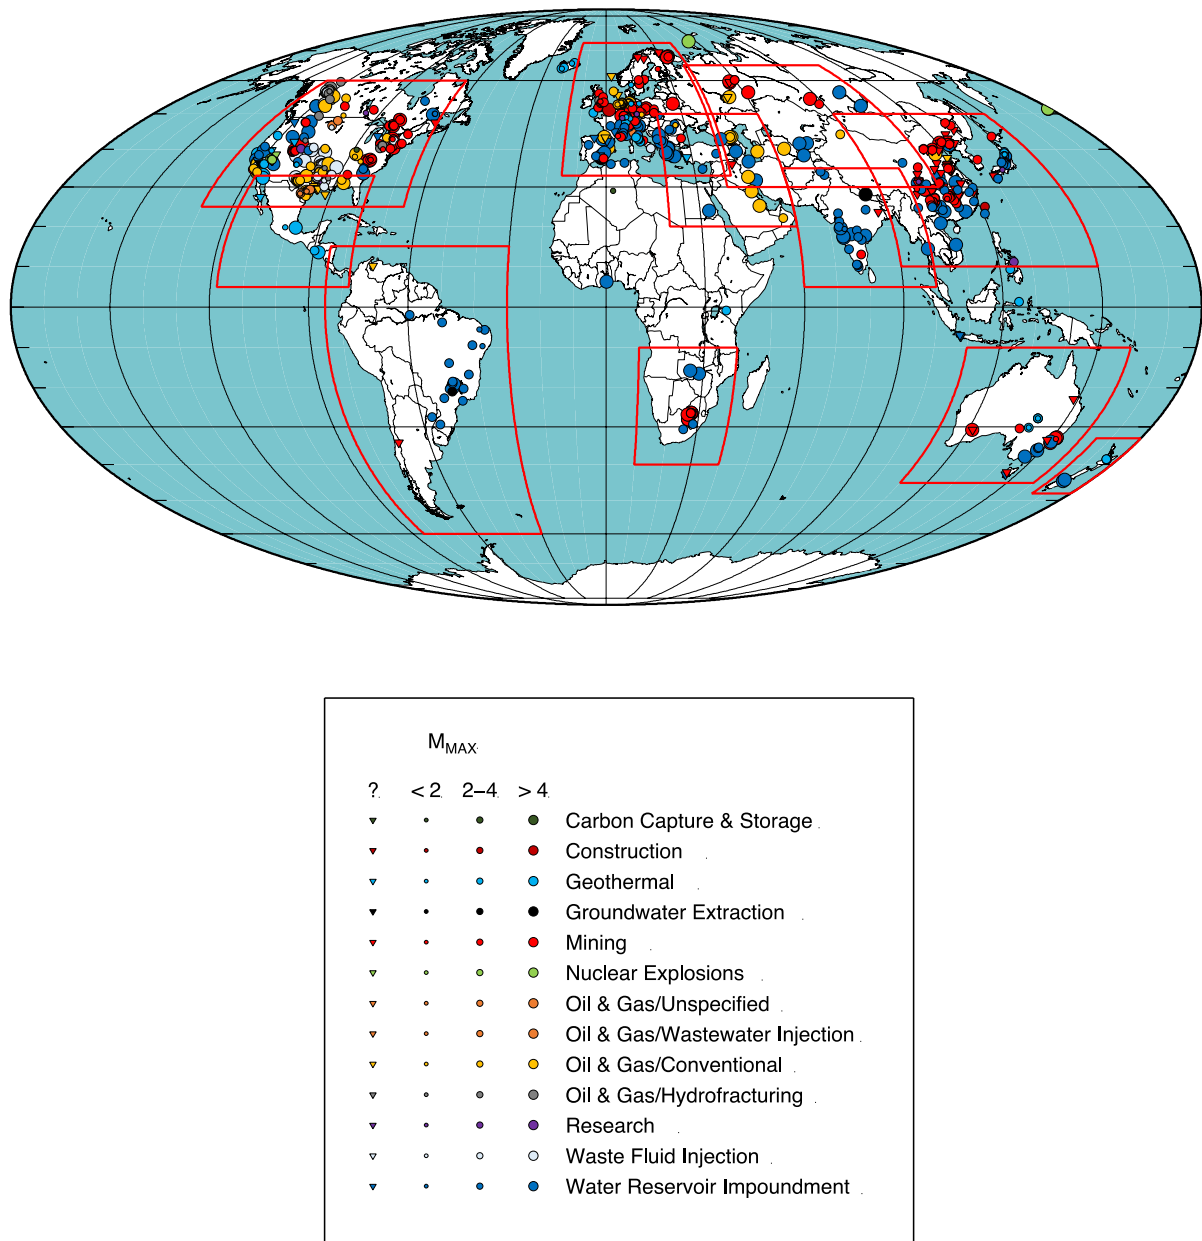 M MAX
? < 2 2–4 > 4
Carbon Capture & Storage
Construction
Geothermal
Groundwater Extraction
Mining
Nuclear Explosions
Oil & Gas/Unspecified
Oil & Gas/Wastewater Injection
Oil & Gas/Conventional
Oil & Gas/Hydrofracturing
Research
Waste Fluid Injection
Water Reservoir Impoundment